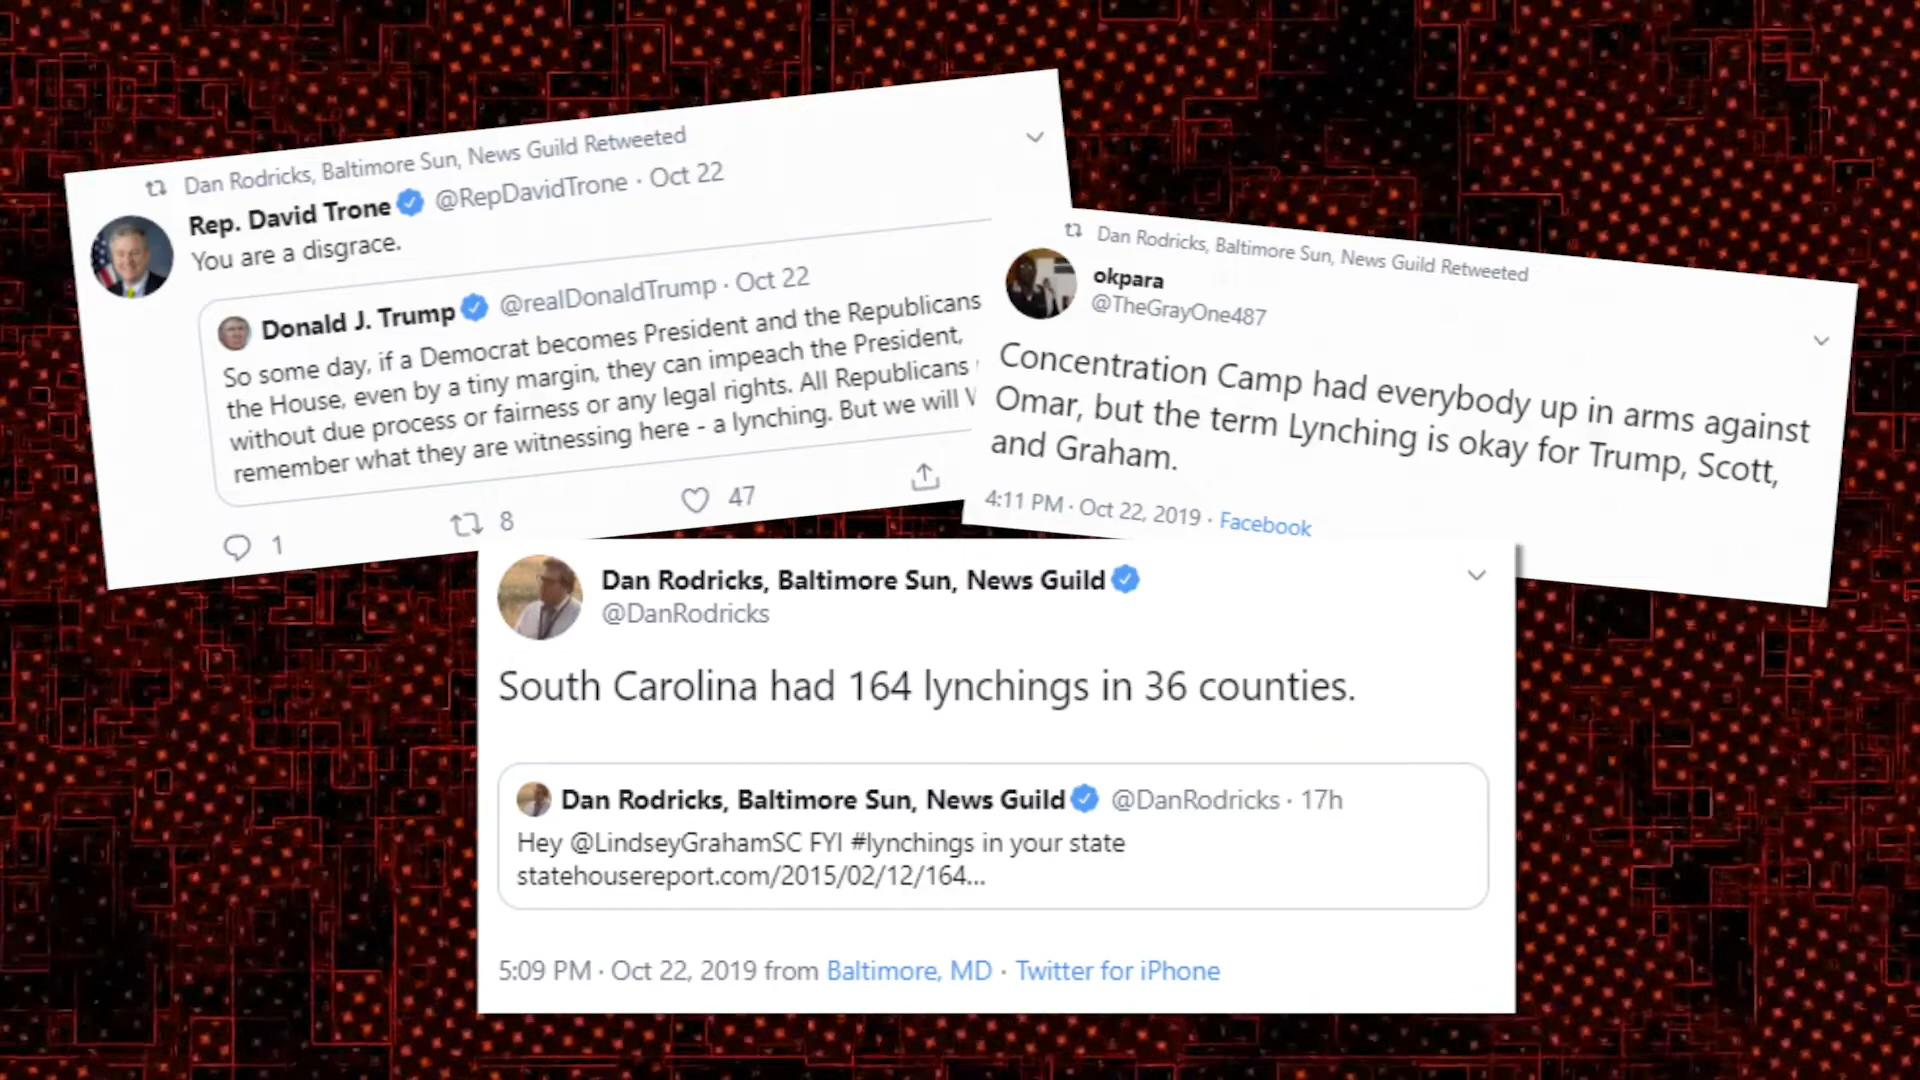 Dan Rodricks, Baltimore Sun, News Guild Retweeted
Rep. David Trone @RepDavidTrone · Oct 22
You are a disgrace.
Donald J. Trump @realDonaldTrump · Oct 22
So some day, if a Democrat becomes President and the Republicans
the House, even by a tiny margin, they can impeach the President,
without due process or fairness or any legal rights. All Republicans
remember what they are witnessing here - a lynching. But we will
1 8 47
Dan Rodricks, Baltimore Sun, News Guild Retweeted
okpara
@TheGrayOne487
Concentration Camp had everybody up in arms against
Omar, but the term Lynching is okay for Trump, Scott,
and Graham.
4:11 PM · Oct 22, 2019 · Facebook
Dan Rodricks, Baltimore Sun, News Guild
@DanRodricks
South Carolina had 164 lynchings in 36 counties.
Dan Rodricks, Baltimore Sun, News Guild @DanRodricks · 17h
Hey @LindseyGrahamSC FYI #lynchings in your state
statehousereport.com/2015/02/12/164...
5:09 PM · Oct 22, 2019 from Baltimore, MD · Twitter for iPhone